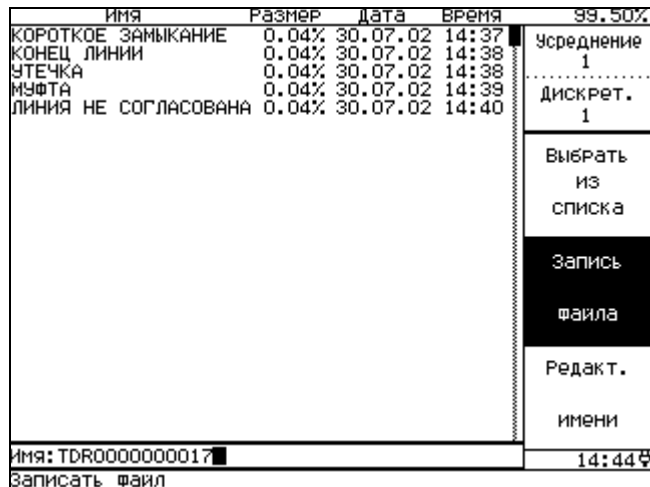 Имя Размер Дата Время 99.50%
КОРОТКОЕ ЗАМЫКАНИЕ 0.04% 30.07.02 14:37
КОНЕЦ ЛИНИИ 0.04% 30.07.02 14:38
УТЕЧКА 0.04% 30.07.02 14:38
МУФТА 0.04% 30.07.02 14:39
ЛИНИЯ НЕ СОГЛАСОВАНА 0.04% 30.07.02 14:40
Усреднение
1
Дискрет.
1
Выбрать
из
списка
Запись
файла
Редакт.
имени
Имя:TDR0000000017
14:44
Записать файл